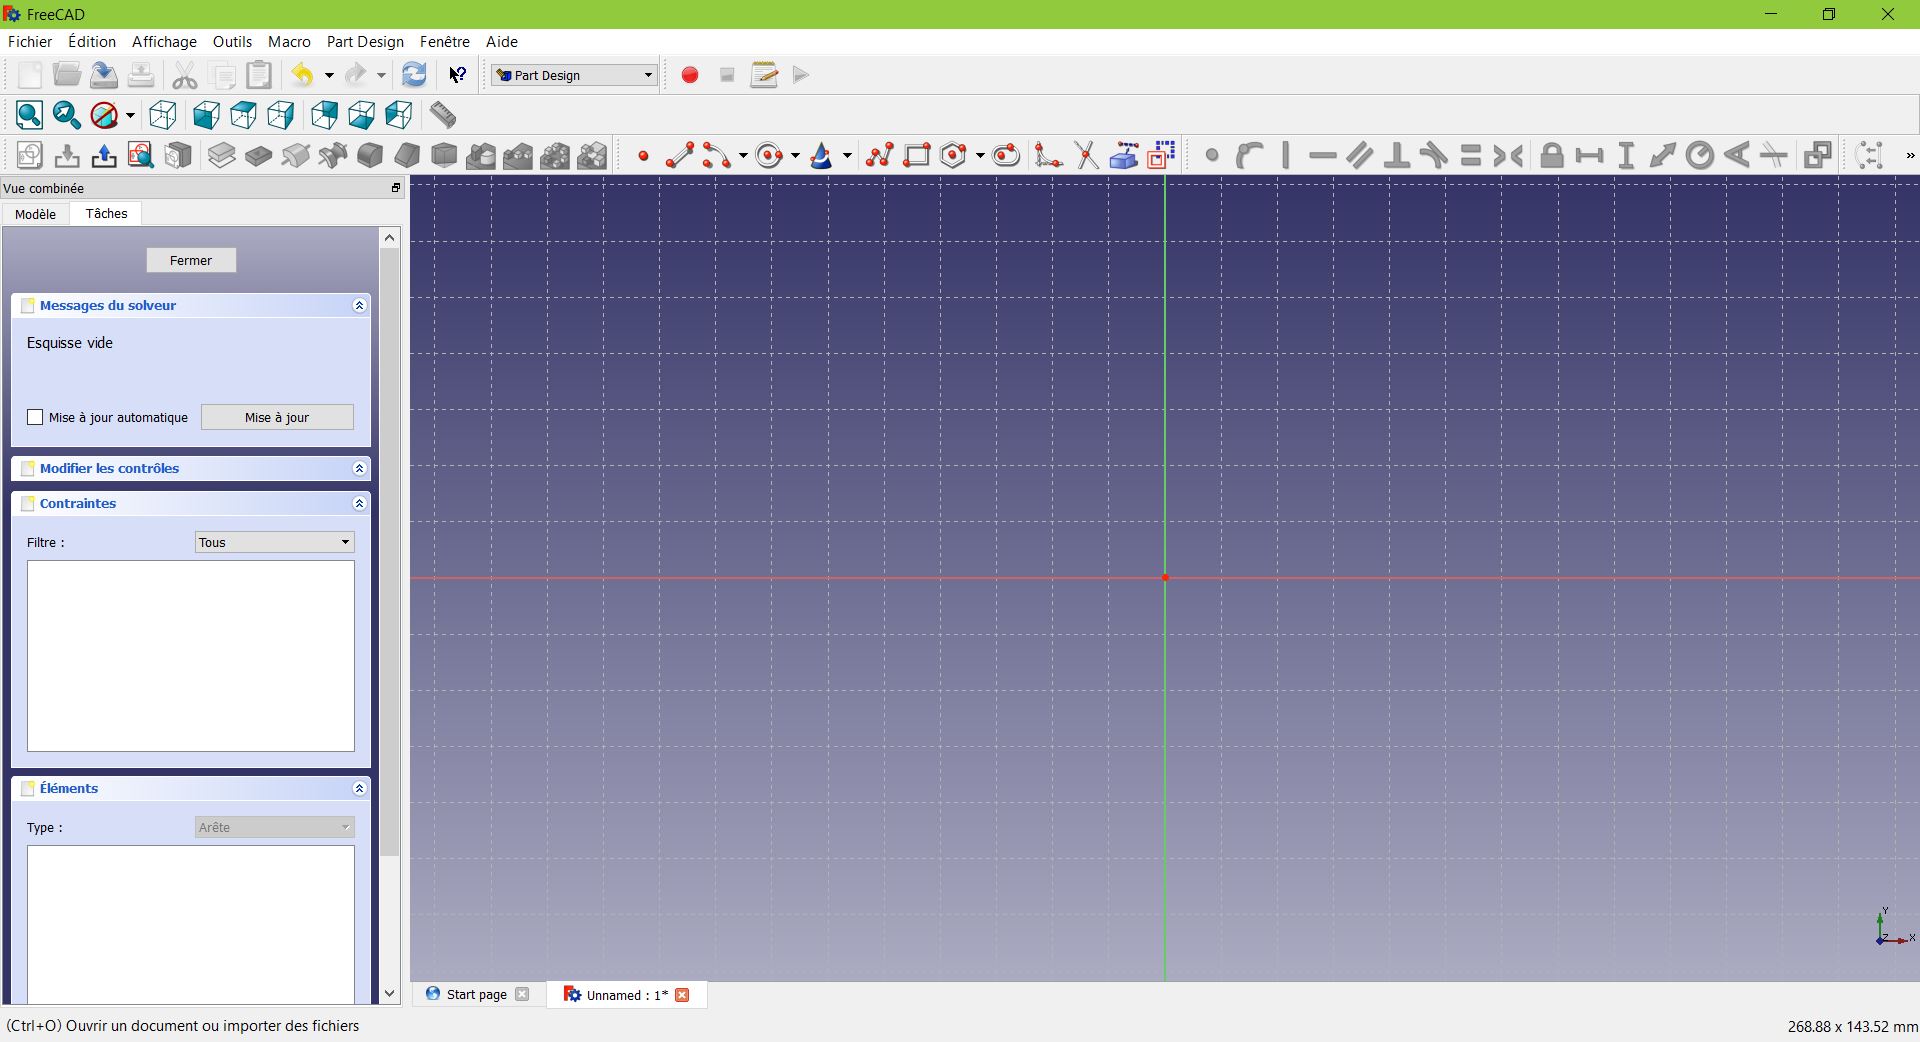 FreeCAD
Fichier Édition Affichage Outils Macro Part Design Fenêtre Aide
Part Design
Vue combinée
Modèle Tâches
Fermer
Messages du solveur
Esquisse vide
Mise à jour automatique Mise à jour
Modifier les contrôles
Contraintes
Filtre : Tous
Éléments
Type : Arête
Y
Z X
Start page Unnamed : 1*
(Ctrl+O) Ouvrir un document ou importer des fichiers 268.88 x 143.52 mm